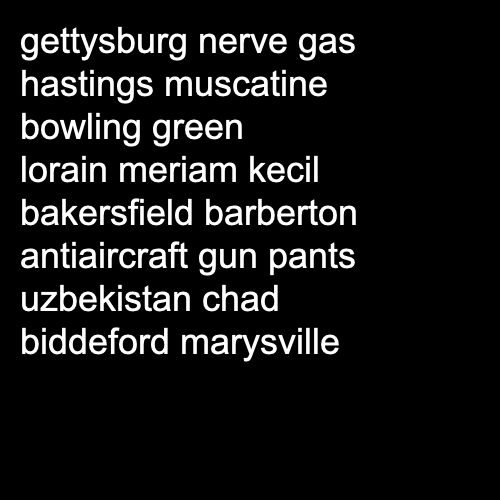 gettysburg nerve gas
hastings muscatine
bowling green
lorain meriam kecil
bakersfield barberton
antiaircraft gun pants
uzbekistan chad
biddeford marysville